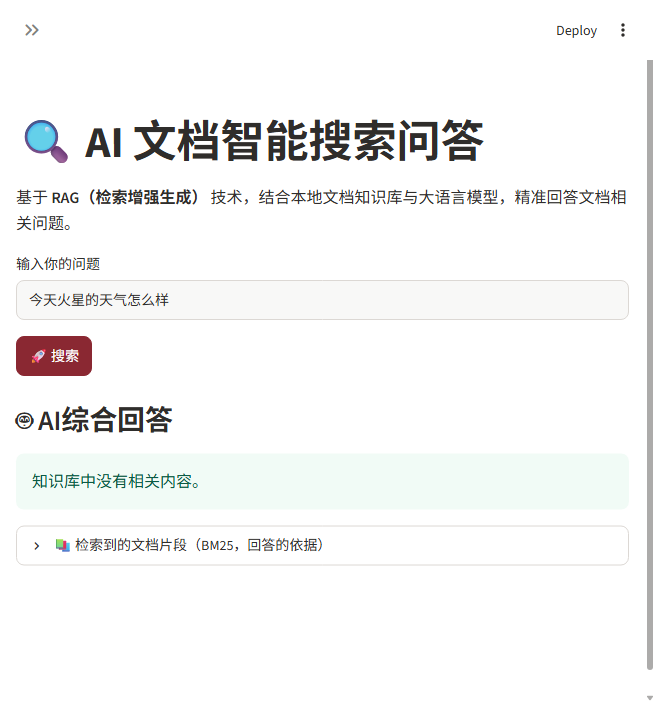 Deploy
AI 文档智能搜索问答
基于 RAG（检索增强生成） 技术，结合本地文档知识库与大语言模型，精准回答文档相
关问题。
输入你的问题
今天火星的天气怎么样
搜索
AI综合回答
知识库中没有相关内容。
检索到的文档片段（BM25，回答的依据）